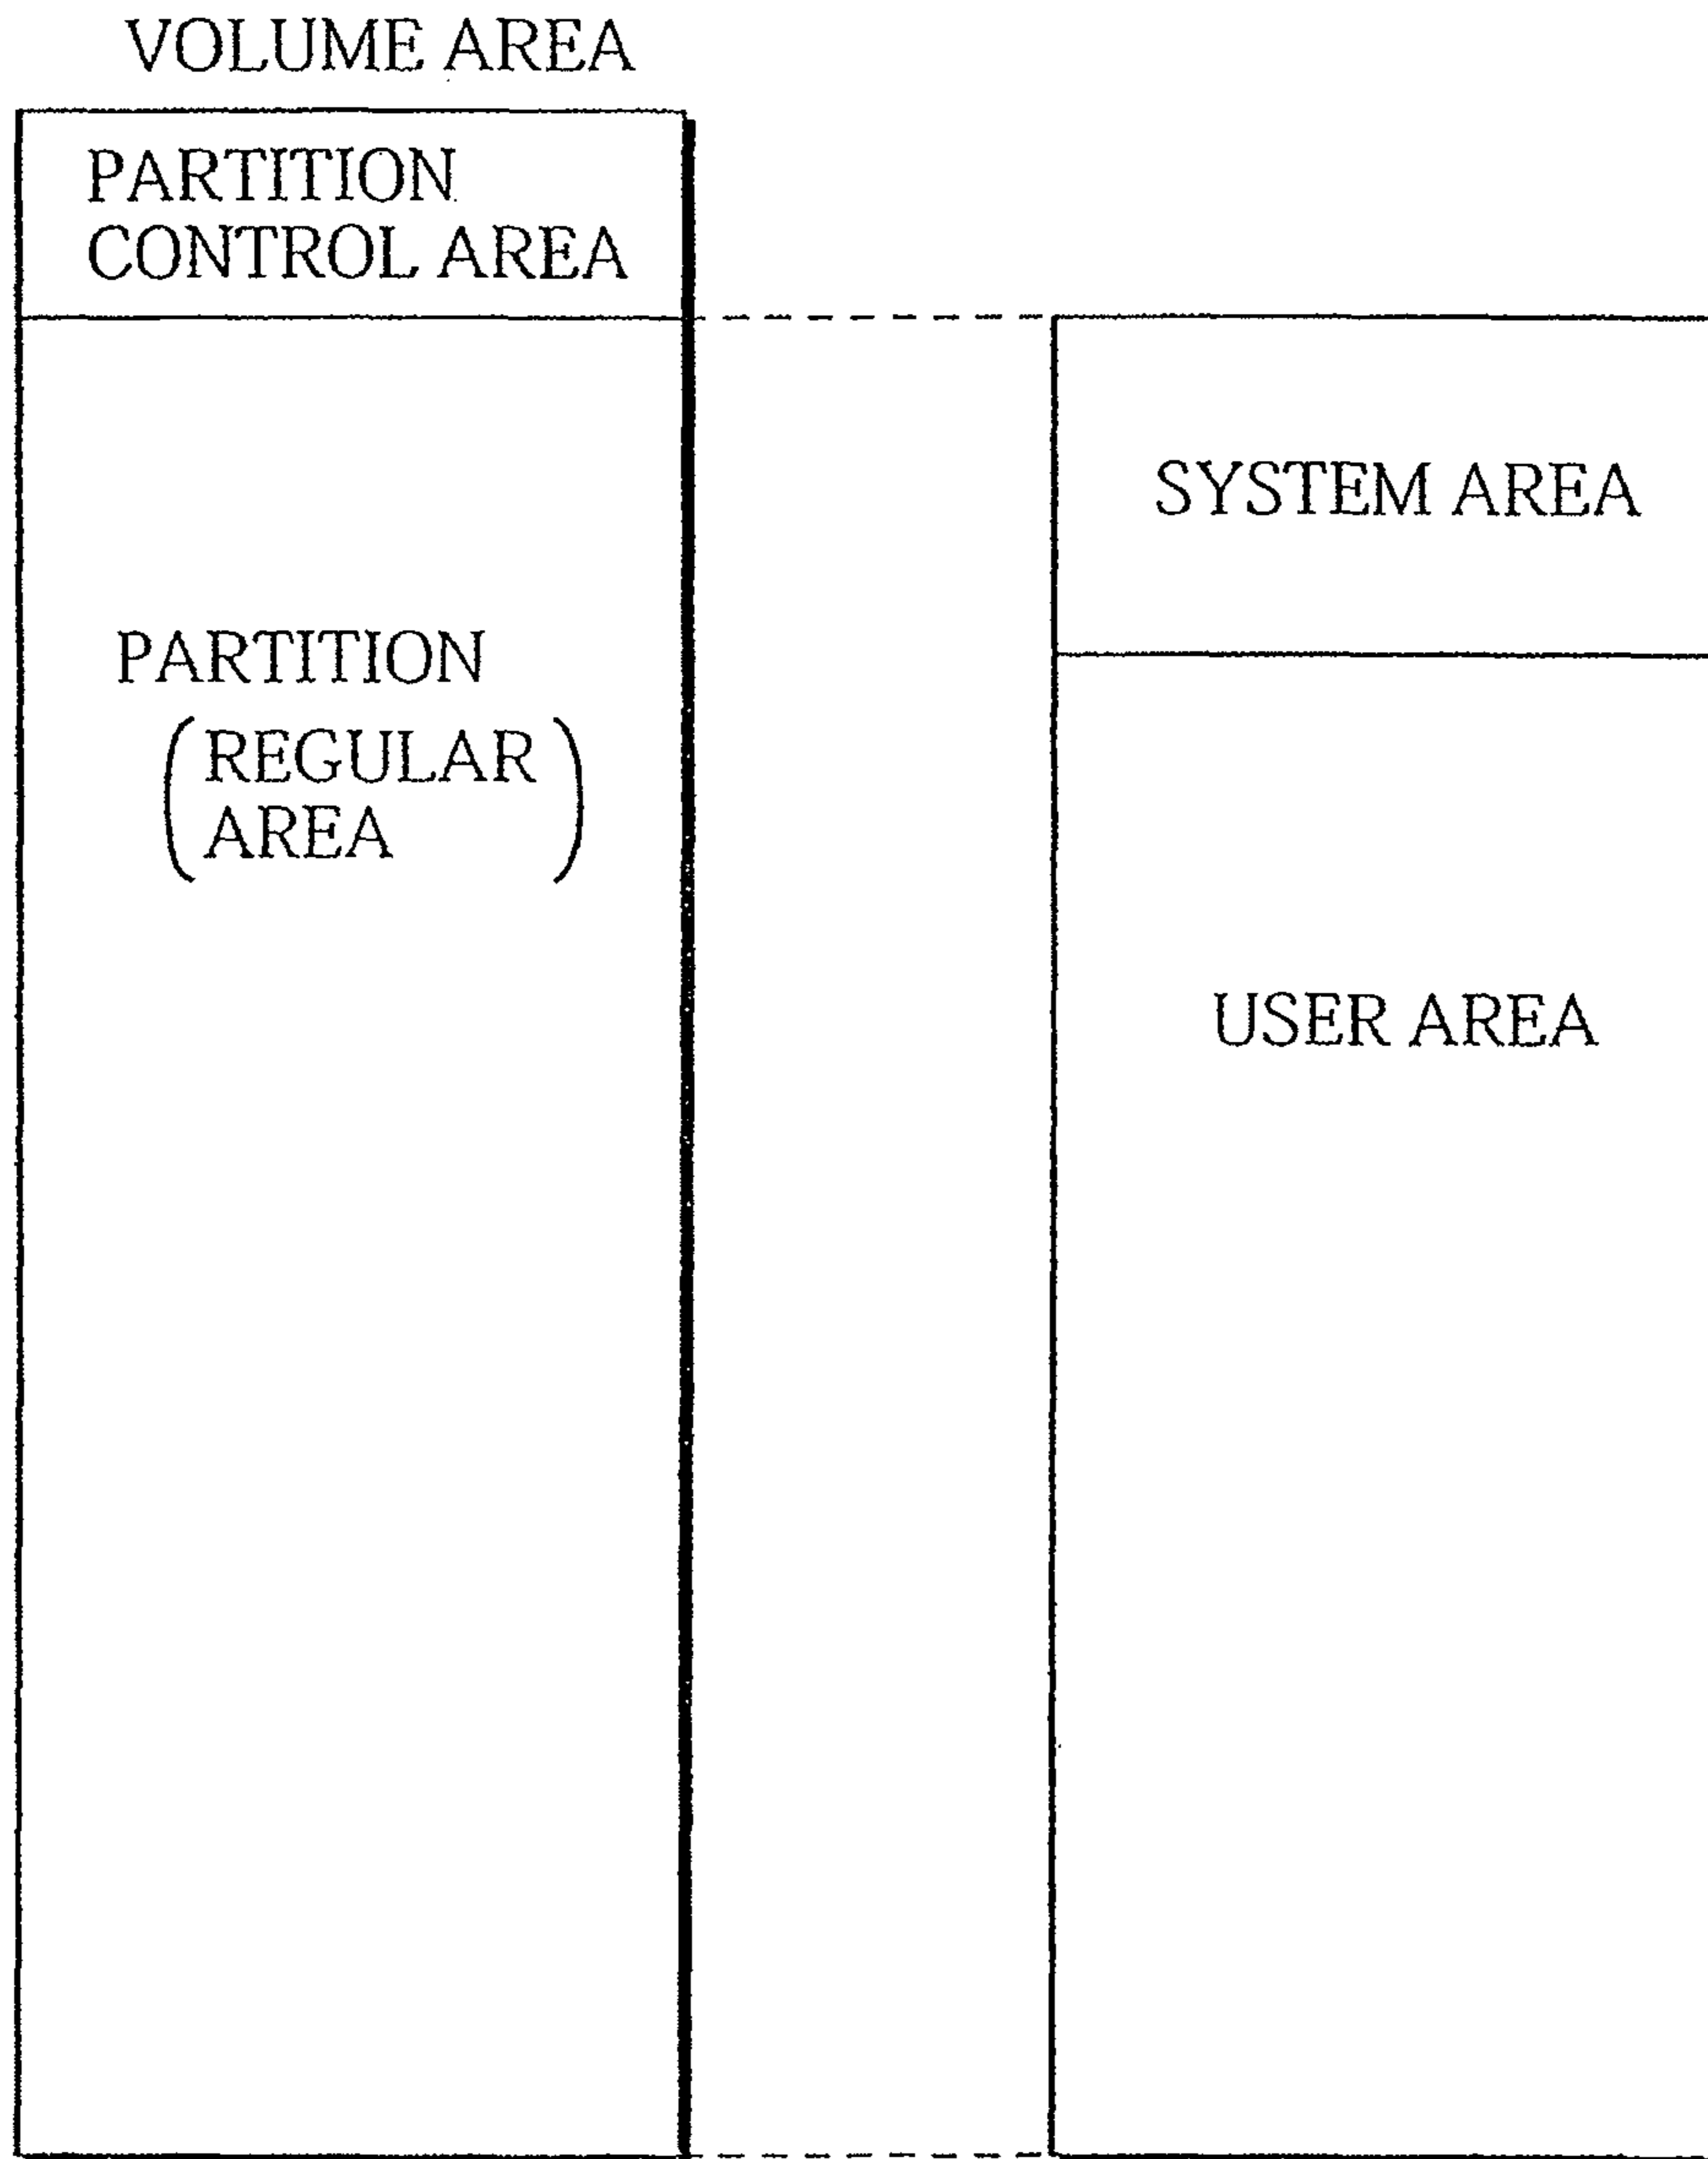 VOLUME AREA
PARTITION
CONTROL AREA
PARTITION
(REGULAR
AREA)
SYSTEM AREA
USER AREA